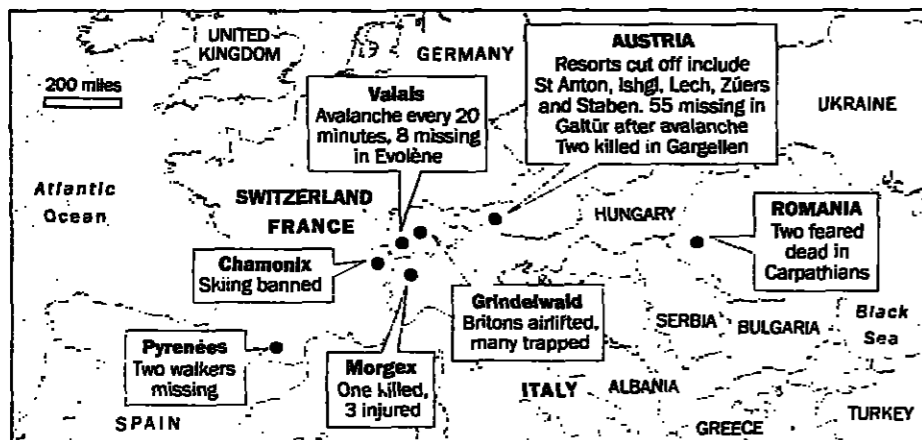 UNITED
KINGDOM
GERMANY
200 miles
AUSTRIA
Resorts cut off include
St Anton, Ishgl, Lech, Zúers
and Staben. 55 missing in
Galtür after avalanche
Two killed in Gargellen
Valais
Avalanche every 20
minutes, 8 missing
in Evolène
UKRAINE
Atlantic
Ocean
SWITZERLAND
FRANCE
HUNGARY
ROMANIA
Two feared
dead in
Carpathians
Chamonix
Skiing banned
Grindelwald
Britons airlifted,
many trapped
SERBIA
BULGARIA
Black
Sea
Pyrenées
Two walkers
missing
Morgex
One killed,
3 injured
ITALY
ALBANIA
SPAIN
GREECE
TURKEY